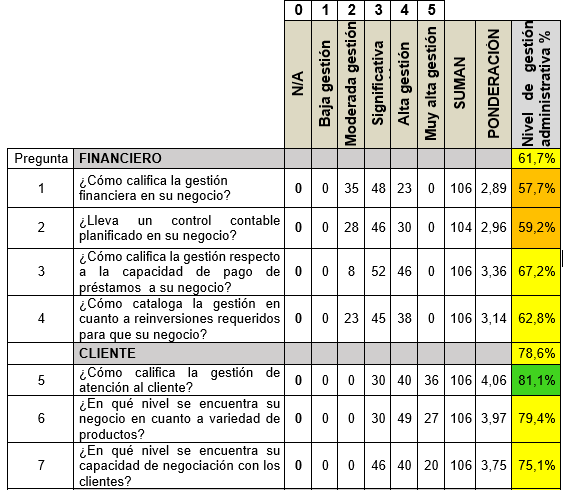 0 1 2 3 4 5
N/A Baja gestión Moderada gestión Significativa Alta gestión Muy alta gestión SUMAN PONDERACIÓN Nivel de gestión administrativa %
Pregunta FINANCIERO 61,7%
1 ¿Cómo califica la gestión
financiera en su negocio? 0 0 35 48 23 0 106 2,89 57,7%
2 ¿Lleva un control contable
planificado en su negocio? 0 0 28 46 30 0 104 2,96 59,2%
3 ¿Cómo califica la gestión respecto
a la capacidad de pago de
préstamos a su negocio? 0 0 8 52 46 0 106 3,36 67,2%
4 ¿Cómo cataloga la gestión en
cuanto a reinversiones requeridos
para que su negocio? 0 0 23 45 38 0 106 3,14 62,8%
CLIENTE 78,6%
5 ¿Cómo califica la gestión de
atención al cliente? 0 0 0 30 40 36 106 4,06 81,1%
6 ¿En qué nivel se encuentra su
negocio en cuanto a variedad de
productos? 0 0 0 30 49 27 106 3,97 79,4%
7 ¿En qué nivel se encuentra su
capacidad de negociación con los
clientes? 0 0 0 46 40 20 106 3,75 75,1%